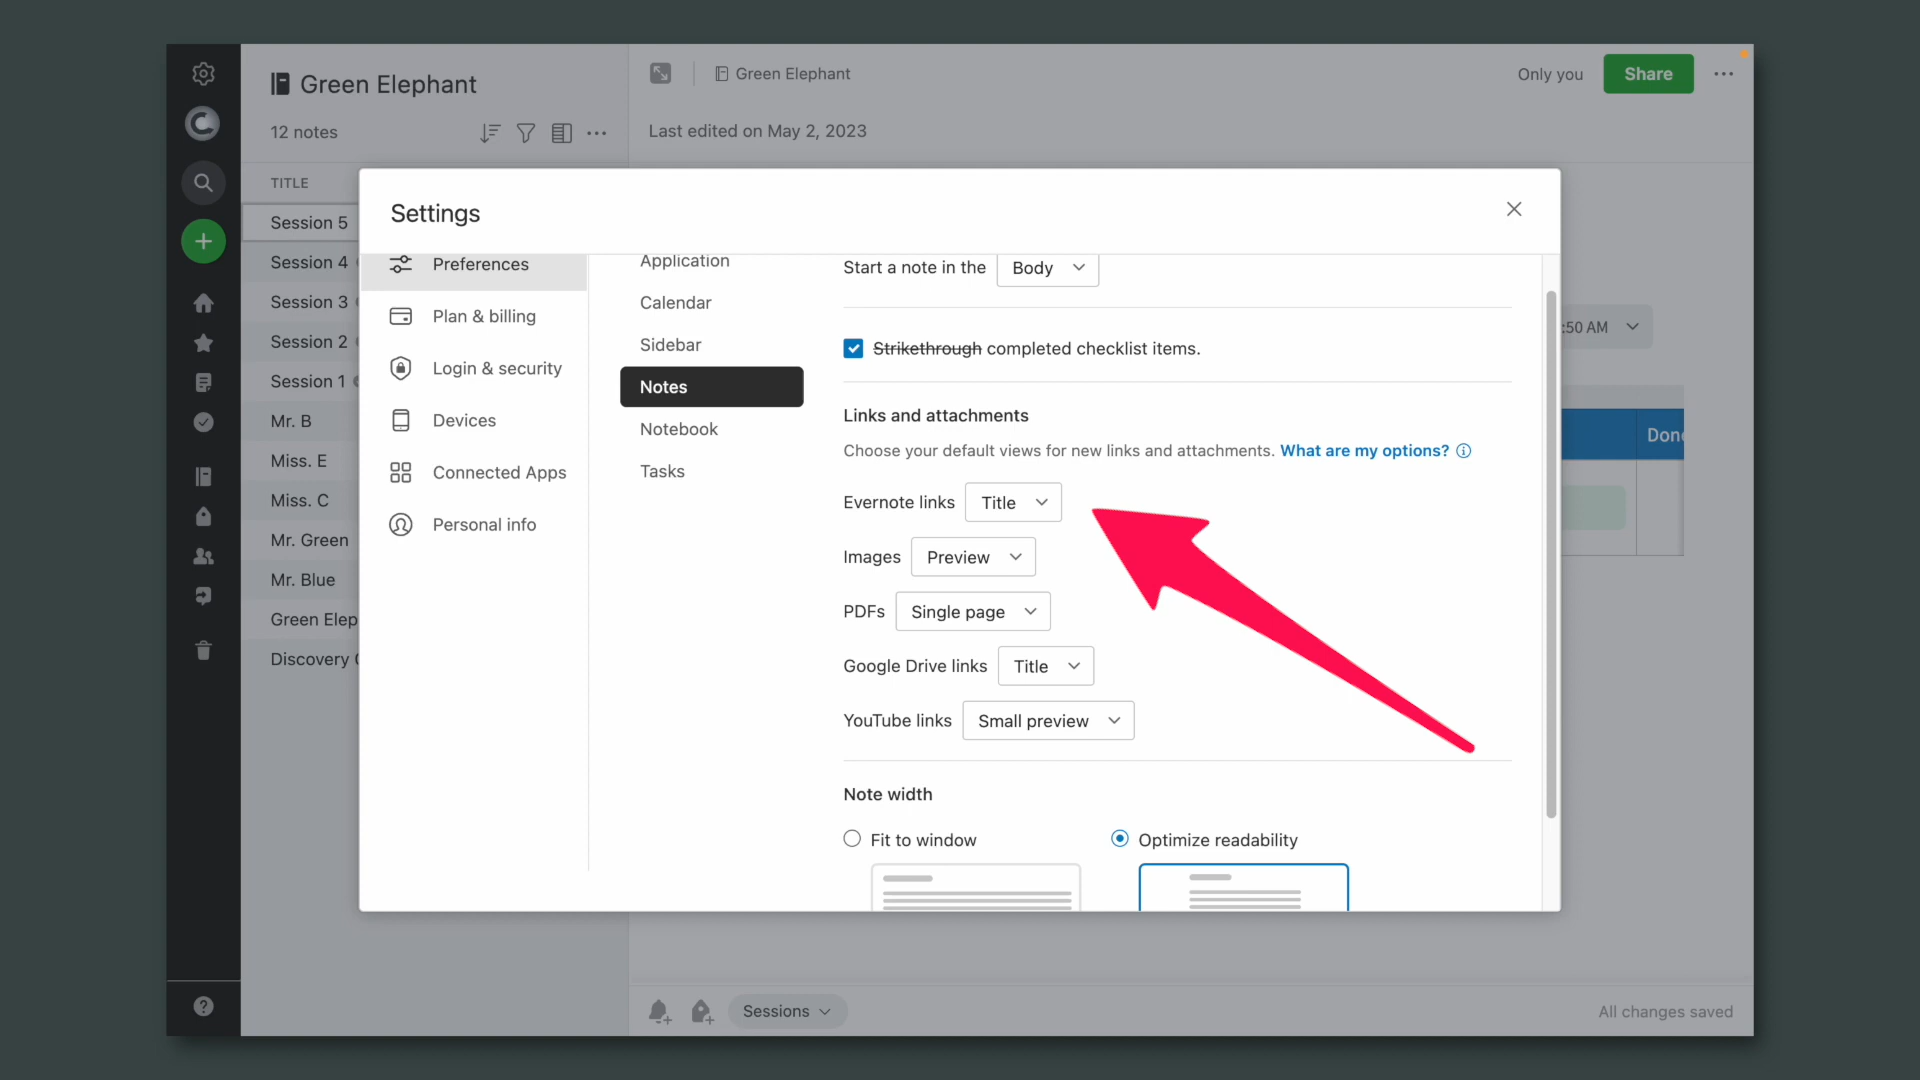 Green Elephant
12 notes
TITLE
Session 5
Session 4
Session 3
Session 2
Session 1
Mr. B
Miss. E
Miss. C
Mr. Green
Mr. Blue
Green Elep
Discovery
Green Elephant
Only you
Share
Last edited on May 2, 2023
Settings
Preferences
Plan & billing
Login & security
Devices
Connected Apps
Personal info
Application
Calendar
Sidebar
Notes
Notebook
Tasks
Start a note in the Body
Strikethrough completed checklist items.
Links and attachments
Choose your default views for new links and attachments. What are my options?
Evernote links Title
Images Preview
PDFs Single page
Google Drive links Title
YouTube links Small preview
Note width
Fit to window
Optimize readability
:50 AM
Don
Sessions
All changes saved